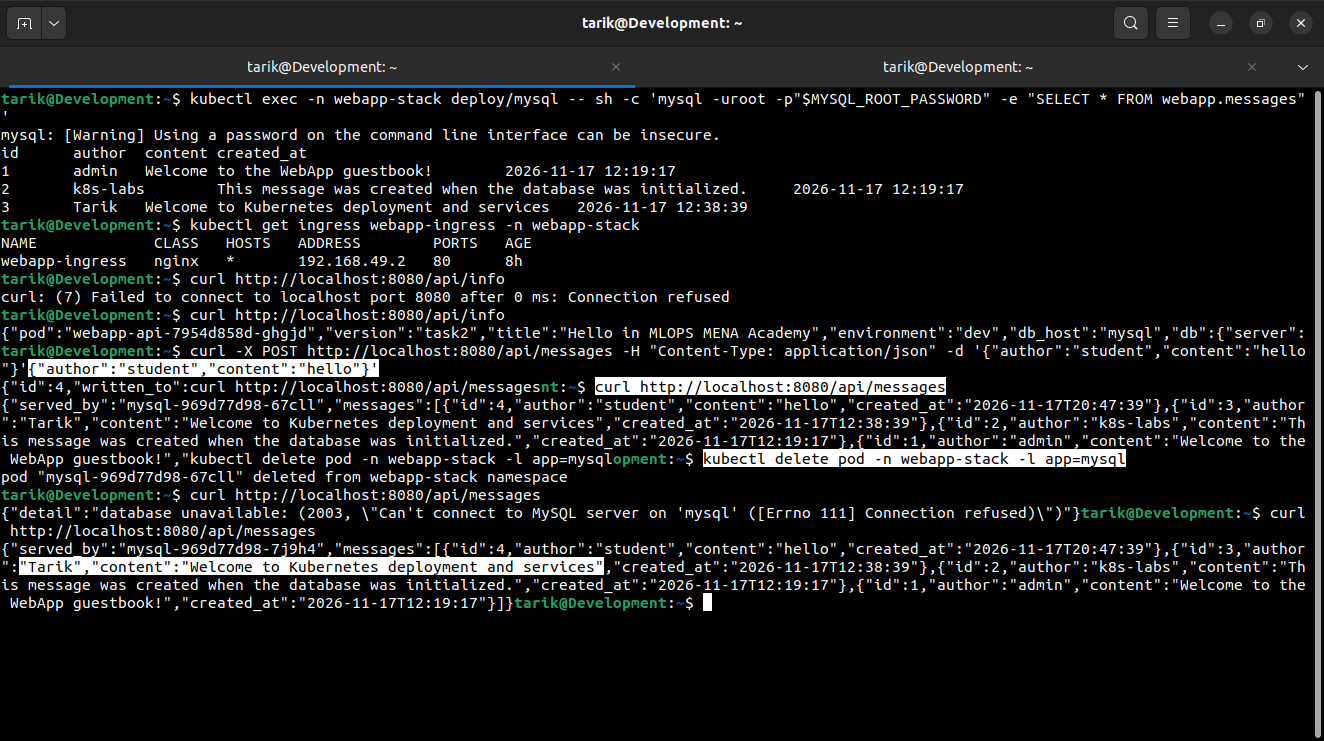 tarik@Development: ~
tarik@Development: ~
tarik@Development: ~
tarik@Development:~$ kubectl exec -n webapp-stack deploy/mysql -- sh -c 'mysql -uroot -p"$MYSQL_ROOT_PASSWORD" -e "SELECT * FROM webapp.messages"
'
mysql: [Warning] Using a password on the command line interface can be insecure.
id author content created_at
1 admin Welcome to the WebApp guestbook! 2026-11-17 12:19:17
2 k8s-labs This message was created when the database was initialized. 2026-11-17 12:19:17
3 Tarik Welcome to Kubernetes deployment and services 2026-11-17 12:38:39
tarik@Development:~$ kubectl get ingress webapp-ingress -n webapp-stack
NAME CLASS HOSTS ADDRESS PORTS AGE
webapp-ingress nginx * 192.168.49.2 80 8h
tarik@Development:~$ curl http://localhost:8080/api/info
curl: (7) Failed to connect to localhost port 8080 after 0 ms: Connection refused
tarik@Development:~$ curl http://localhost:8080/api/info
{"pod":"webapp-api-7954d858d-ghgjd","version":"task2","title":"Hello in MLOPS MENA Academy","environment":"dev","db_host":"mysql","db":{"server":
tarik@Development:~$ curl -X POST http://localhost:8080/api/messages -H "Content-Type: application/json" -d '{"author":"student","content":"hello
"}'{"author":"student","content":"hello"}'
{"id":4,"written_to":curl http://localhost:8080/api/messagesnt:~$ curl http://localhost:8080/api/messages
{"served_by":"mysql-969d77d98-67cll","messages":[{"id":4,"author":"student","content":"hello","created_at":"2026-11-17T20:47:39"},{"id":3,"author
":"Tarik","content":"Welcome to Kubernetes deployment and services","created_at":"2026-11-17T12:38:39"},{"id":2,"author":"k8s-labs","content":"Th
is message was created when the database was initialized.","created_at":"2026-11-17T12:19:17"},{"id":1,"author":"admin","content":"Welcome to the
 WebApp guestbook!","kubectl delete pod -n webapp-stack -l app=mysqlopment:~$ kubectl delete pod -n webapp-stack -l app=mysql
pod "mysql-969d77d98-67cll" deleted from webapp-stack namespace
tarik@Development:~$ curl http://localhost:8080/api/messages
{"detail":"database unavailable: (2003, \"Can't connect to MySQL server on 'mysql' ([Errno 111] Connection refused)\")"}tarik@Development:~$ curl
 http://localhost:8080/api/messages
{"served_by":"mysql-969d77d98-7j9h4","messages":[{"id":4,"author":"student","content":"hello","created_at":"2026-11-17T20:47:39"},{"id":3,"author
":"Tarik","content":"Welcome to Kubernetes deployment and services","created_at":"2026-11-17T12:38:39"},{"id":2,"author":"k8s-labs","content":"Th
is message was created when the database was initialized.","created_at":"2026-11-17T12:19:17"},{"id":1,"author":"admin","content":"Welcome to the
 WebApp guestbook!","created_at":"2026-11-17T12:19:17"}]}tarik@Development:~$